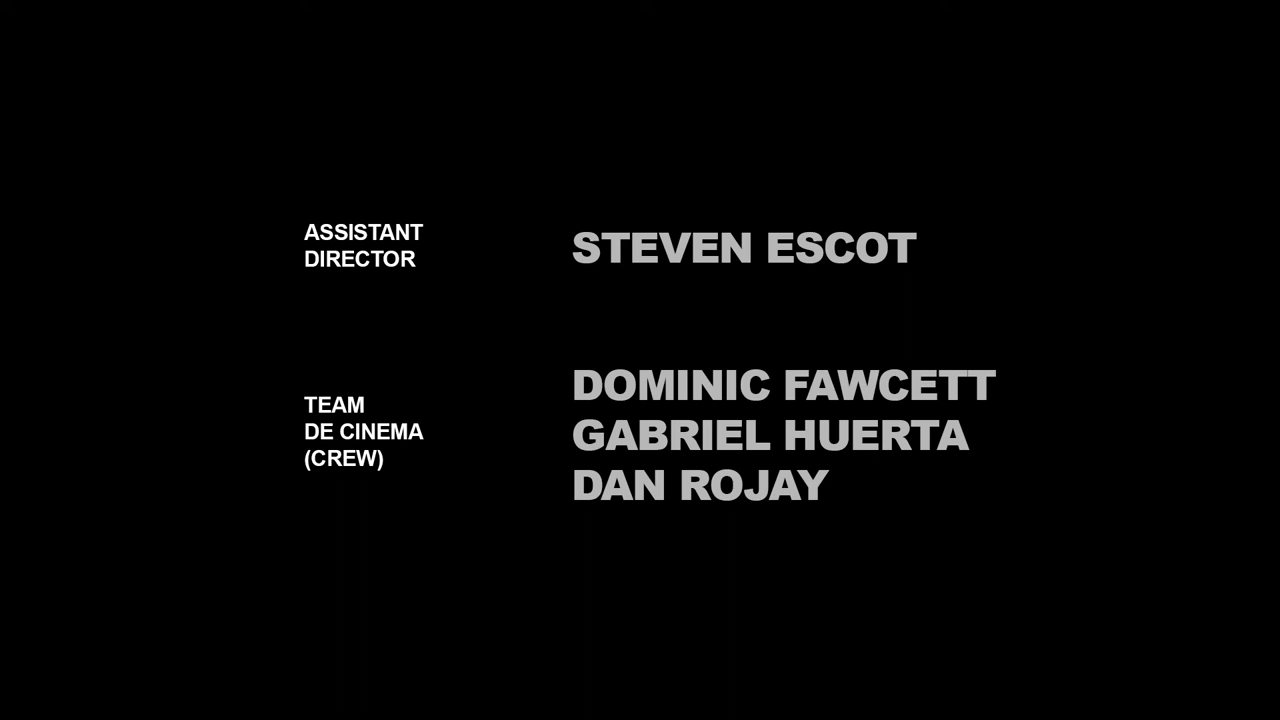 ASSISTANT
DIRECTOR
STEVEN ESCOT
TEAM
DE CINEMA
(CREW)
DOMINIC FAWCETT
GABRIEL HUERTA
DAN ROJAY